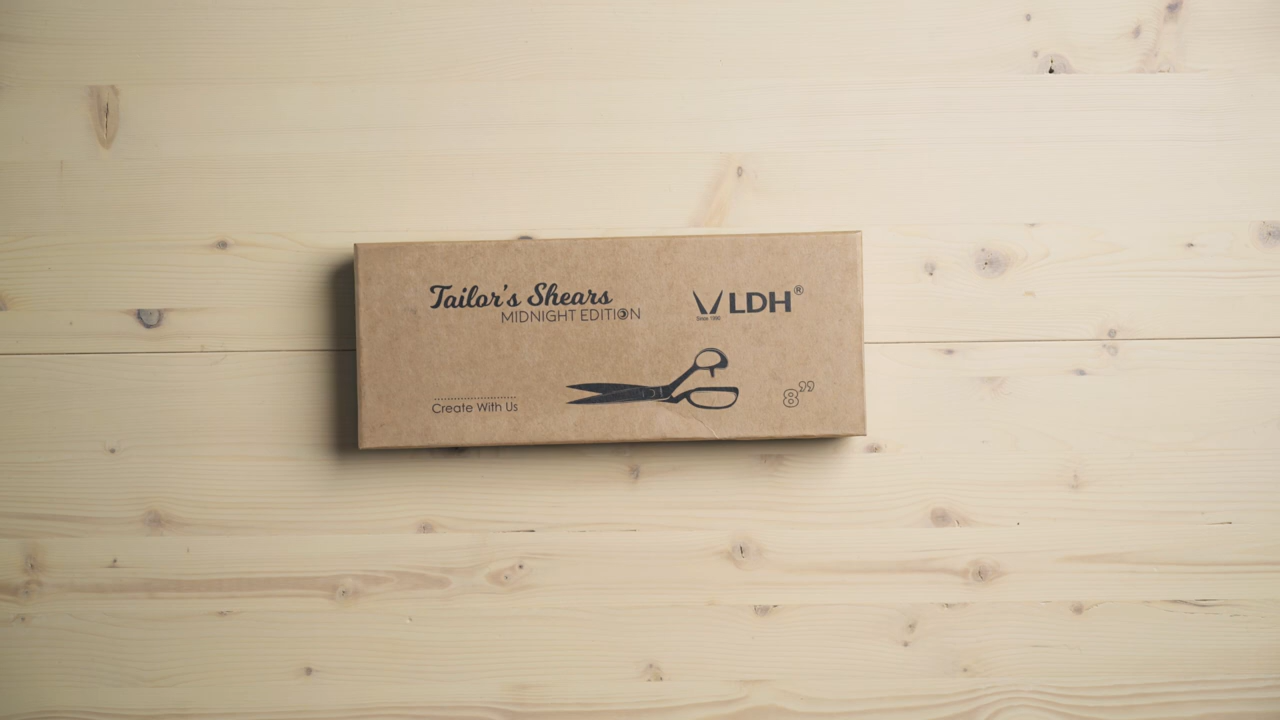 Tailor's Shears
MIDNIGHT EDITION
LDH®
Since 1990
Create With Us
8”